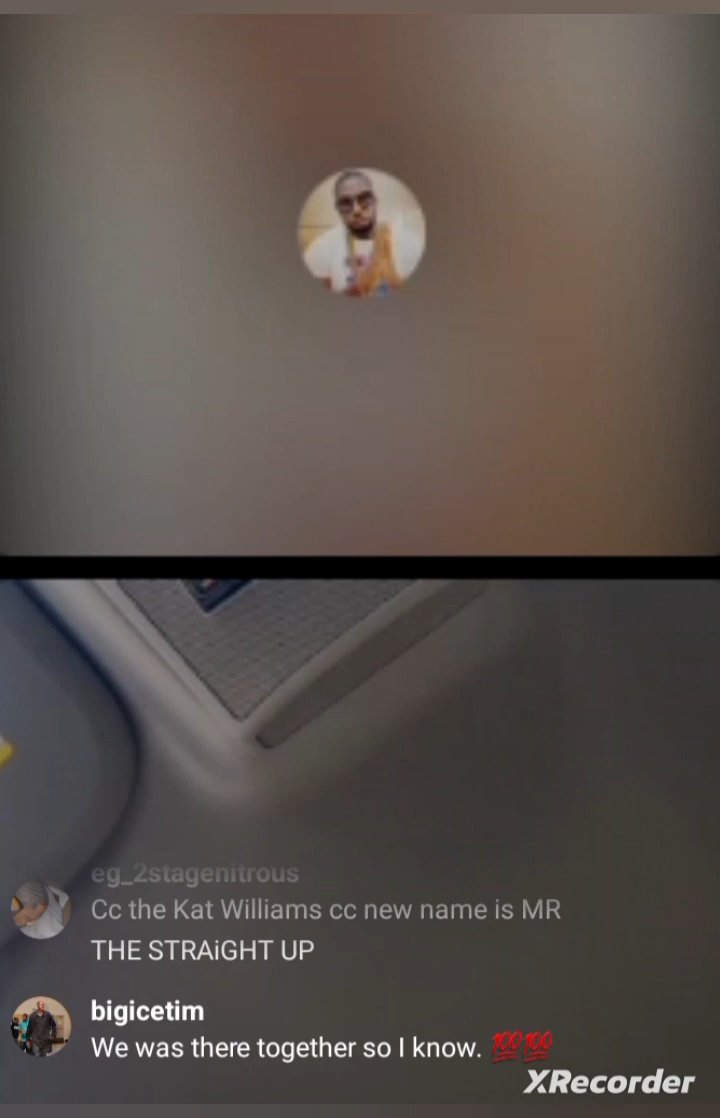 eg_2stagenitrous
Cc the Kat Williams cc new name is MR
THE STRAiGHT UP
bigicetim
We was there together so I know. 💯💯
XRecorder